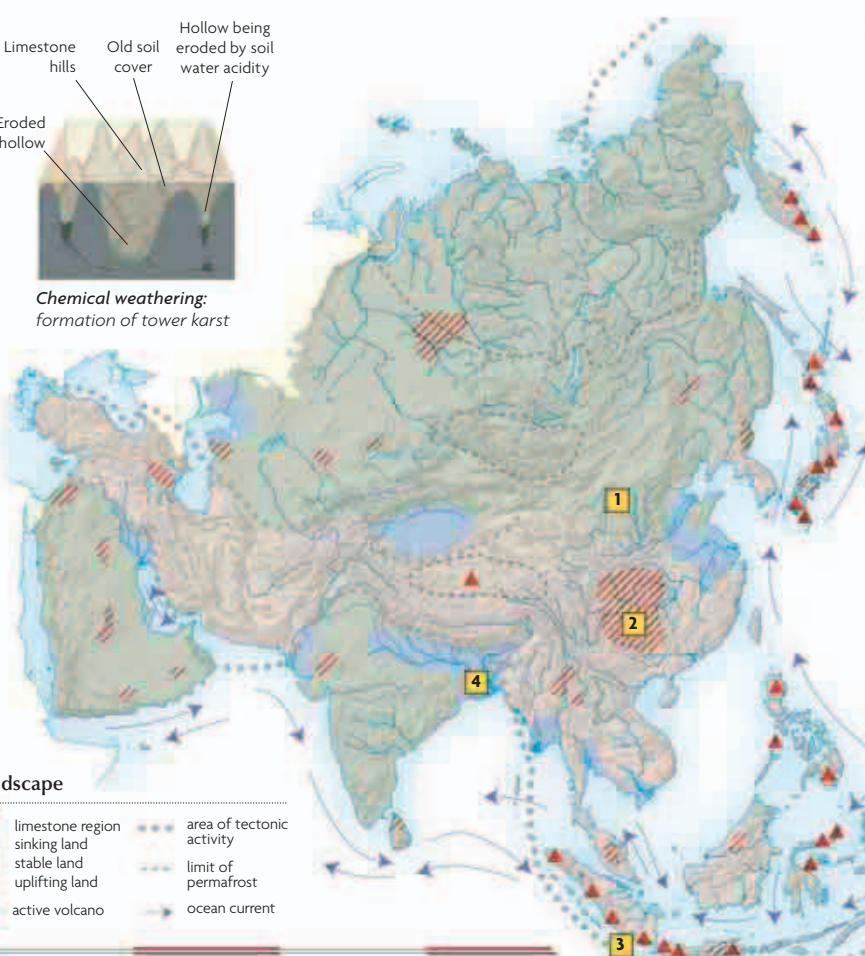 Limestone
hills
Old soil
cover
Hollow being
eroded by soil
water acidity
Eroded
hollow
Chemical weathering:
formation of tower karst
1
2
4
3
dscape
limestone region
sinking land
stable land
uplifting land
active volcano
area of tectonic
activity
limit of
permafrost
ocean current